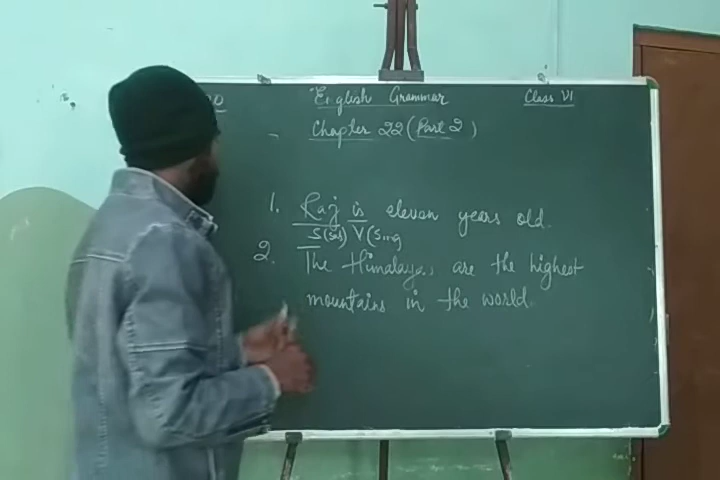 English Grammar
Class VI
Chapter 22 (Part 2)
1. Raj is eleven years old.
S(Sub) V(Sing
2. The Himalayas are the highest
mountains in the world.